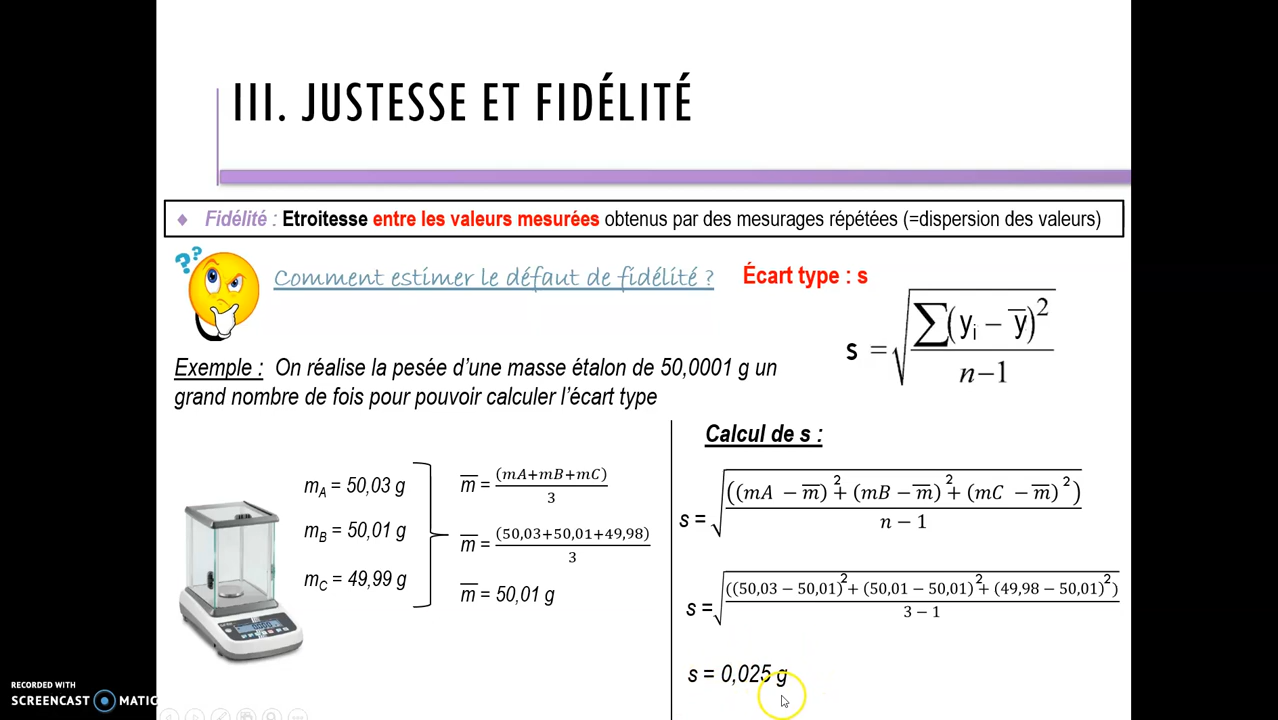 III. JUSTESSE ET FIDÉLITÉ
♦ Fidélité : Etroitesse entre les valeurs mesurées obtenus par des mesurages répétées (=dispersion des valeurs)
??
Comment estimer le défaut de fidélité ?
Écart type : s
s = √(∑(yᵢ − y̅)² / n−1)
Exemple : On réalise la pesée d'une masse étalon de 50,0001 g un
grand nombre de fois pour pouvoir calculer l'écart type
m_A = 50,03 g
m_B = 50,01 g
m_C = 49,99 g
m̅ = (mA+mB+mC) / 3
m̅ = (50,03+50,01+49,98) / 3
m̅ = 50,01 g
Calcul de s :
s = √(((mA − m̅)² + (mB − m̅)² + (mC − m̅)²) / n − 1)
s = √(((50,03 − 50,01)² + (50,01 − 50,01)² + (49,98 − 50,01)²) / 3 − 1)
s = 0,025 g
RECORDED WITH
SCREENCAST MATIC